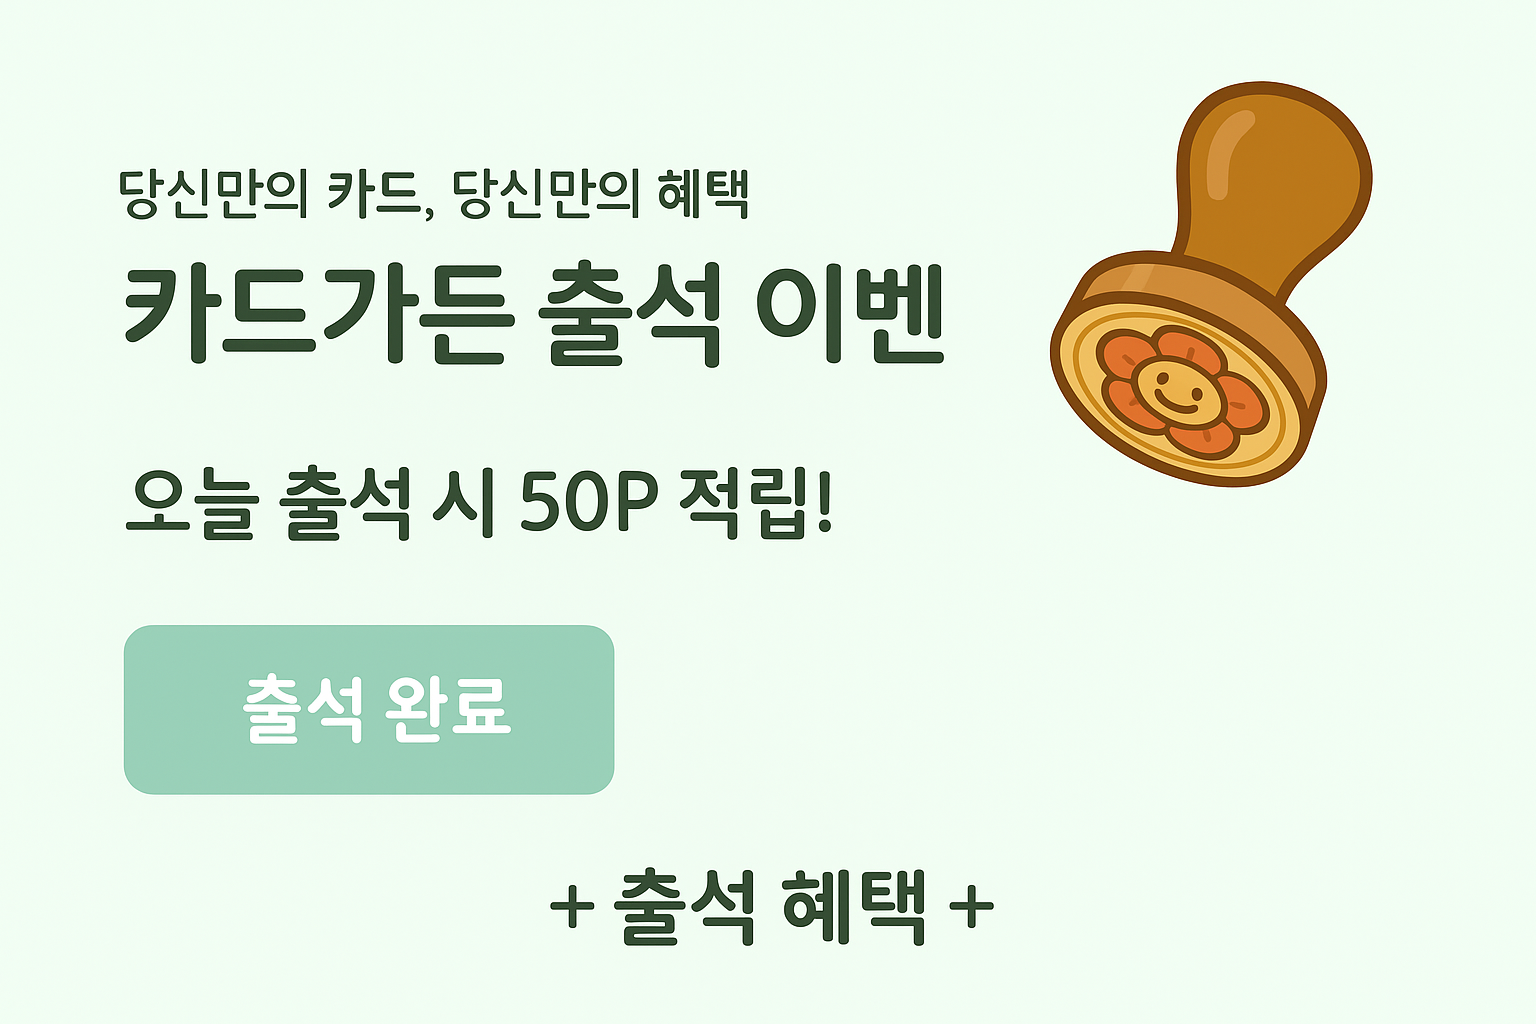 당신만의 카드, 당신만의 혜택
카드가든 출석 이벤
오늘 출석 시 50P 적립!
출석 완료
+ 출석 혜택 +